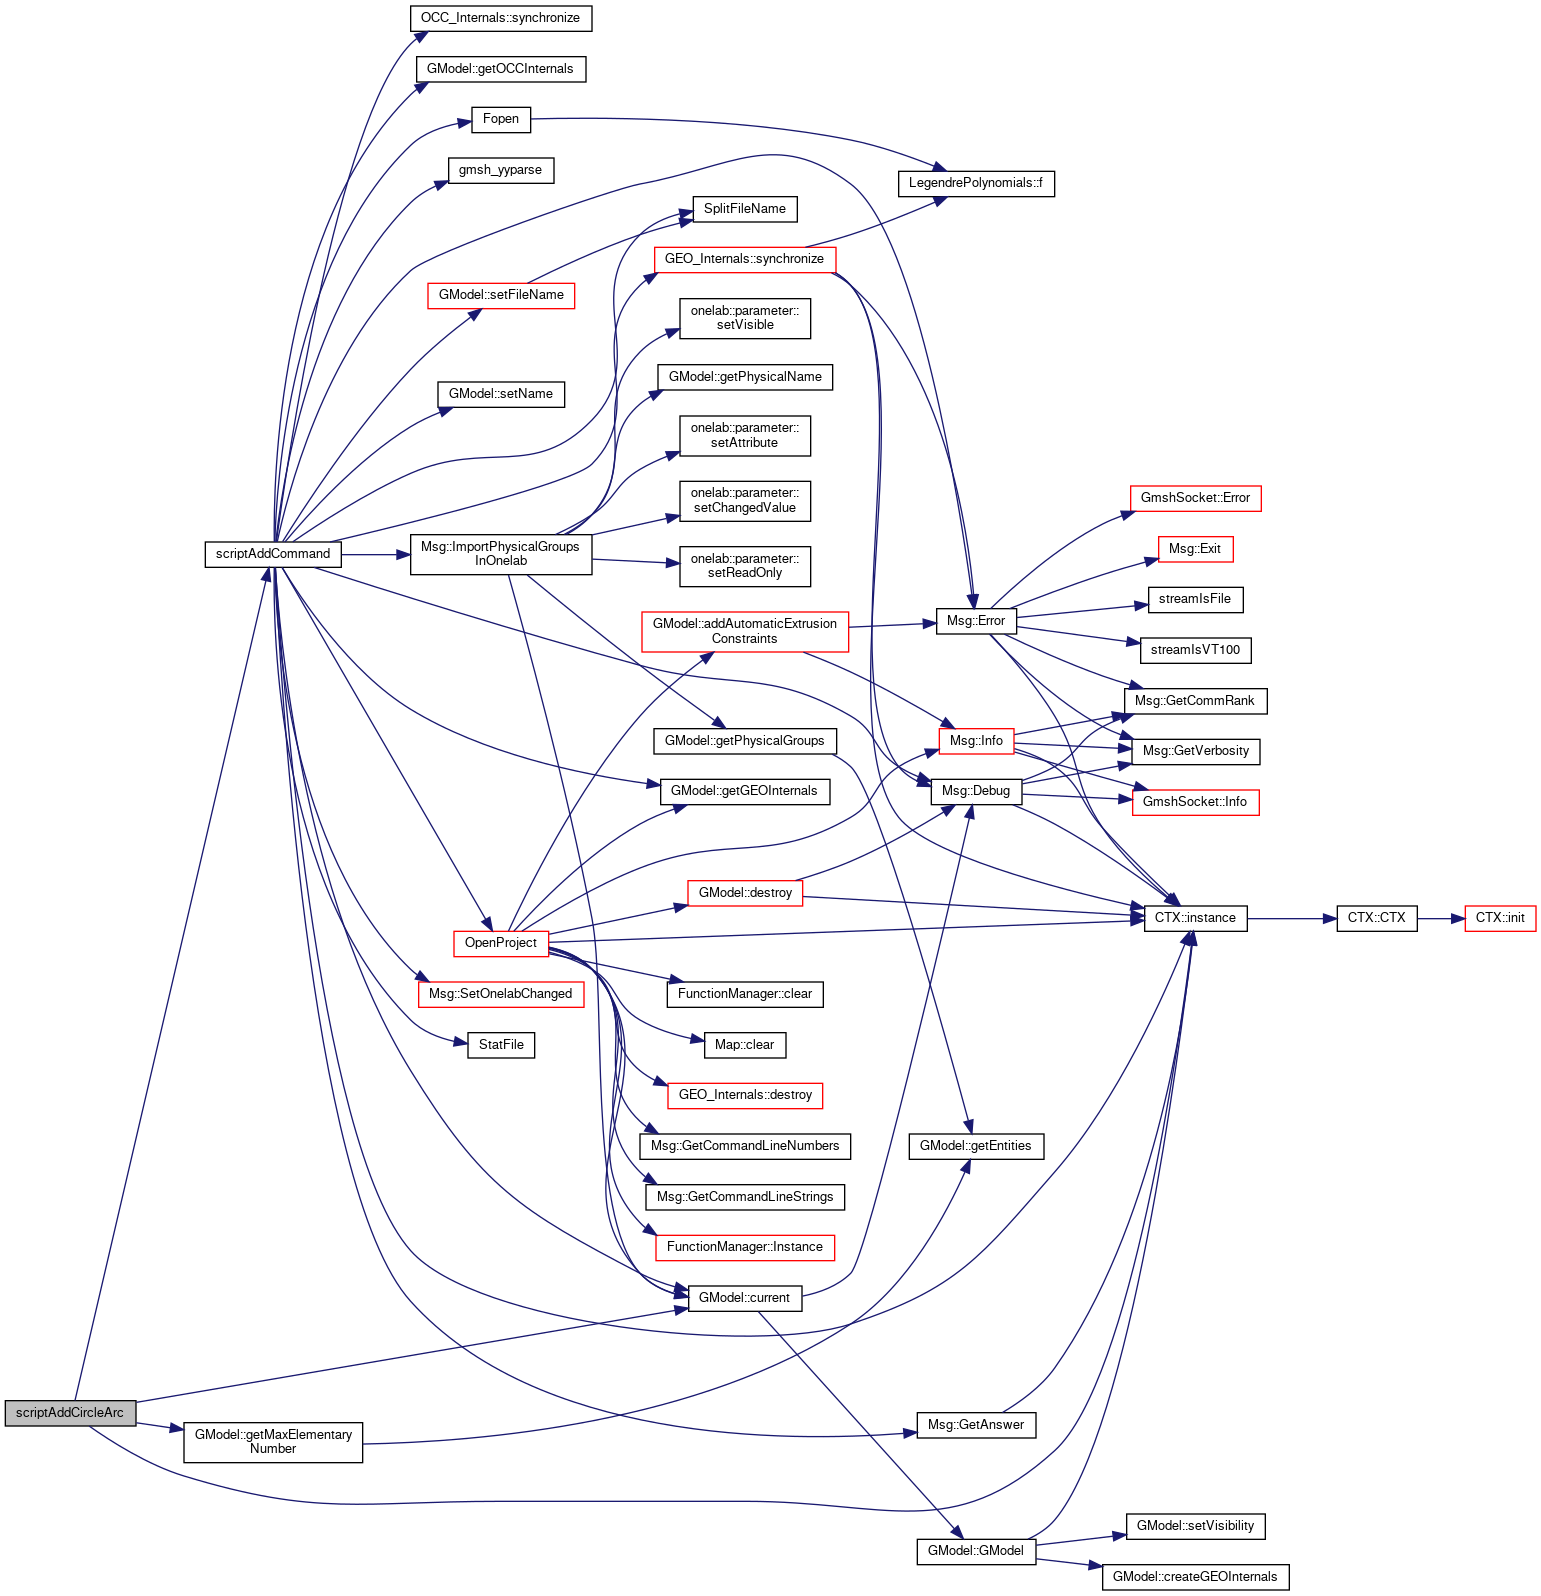 OCC_Internals::synchronize
GModel::getOCCInternals
Fopen
gmsh_yyparse
LegendrePolynomials::f
SplitFileName
GEO_Internals::synchronize
GModel::setFileName
onelab::parameter::
setVisible
GModel::getPhysicalName
GModel::setName
onelab::parameter::
setAttribute
onelab::parameter::
setChangedValue
GmshSocket::Error
scriptAddCommand
Msg::ImportPhysicalGroups
InOnelab
onelab::parameter::
setReadOnly
Msg::Exit
streamIsFile
GModel::addAutomaticExtrusion
Constraints
Msg::Error
streamIsVT100
Msg::GetCommRank
GModel::getPhysicalGroups
Msg::Info
Msg::GetVerbosity
GModel::getGEOInternals
Msg::Debug
GmshSocket::Info
GModel::destroy
CTX::instance
CTX::CTX
CTX::init
OpenProject
Msg::SetOnelabChanged
FunctionManager::clear
StatFile
Map::clear
GEO_Internals::destroy
Msg::GetCommandLineNumbers
GModel::getEntities
Msg::GetCommandLineStrings
FunctionManager::Instance
GModel::current
scriptAddCircleArc
GModel::getMaxElementary
Number
Msg::GetAnswer
GModel::setVisibility
GModel::GModel
GModel::createGEOInternals